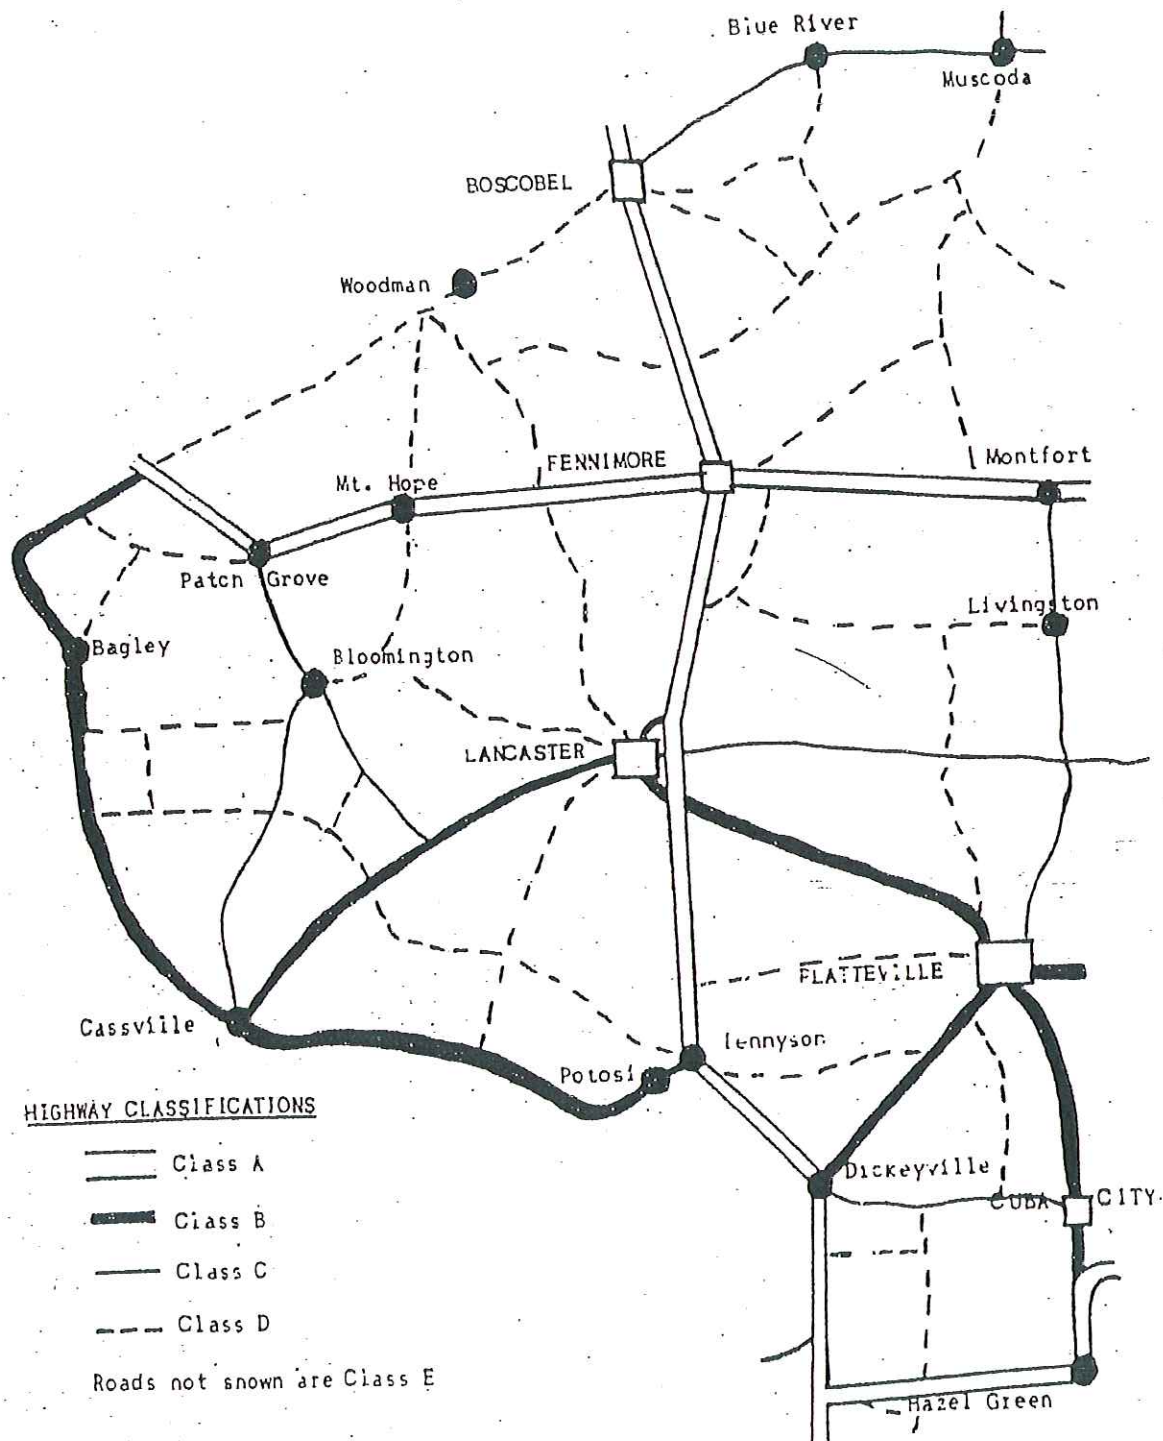 Blue River
Muscoda
BOSCOBEL
Woodman
FENNIMORE
Montfort
Mt. Hope
Patch Grove
Livingston
Bagley
Bloomington
LANCASTER
PLATTEVILLE
Cassville
Tennyson
Potosi
HIGHWAY CLASSIFICATIONS
Class A
Dickeyville
CUBA CITY
Class B
Class C
Class D
Roads not shown are Class E
Hazel Green